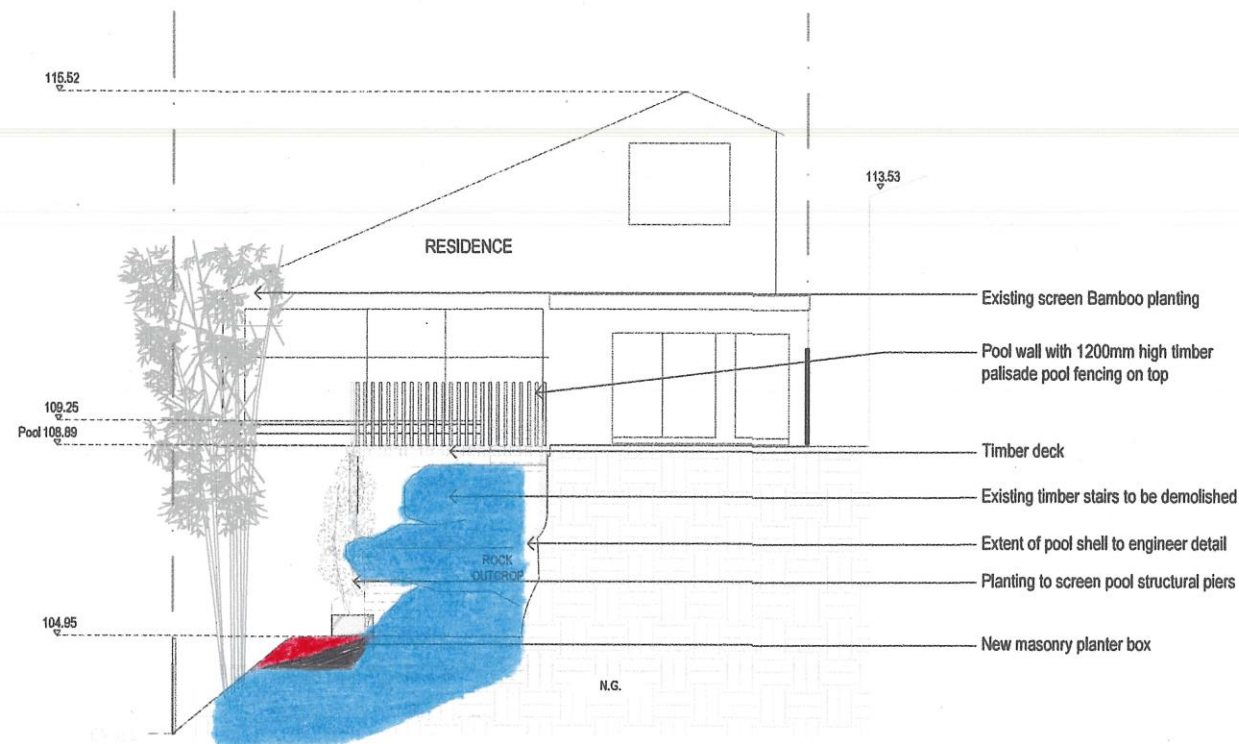 115.52
113.53
RESIDENCE
Existing screen Bamboo planting
Pool wall with 1200mm high timber
palisade pool fencing on top
109.25
Pool 108.89
Timber deck
Existing timber stairs to be demolished
Extent of pool shell to engineer detail
ROCK
OUTCROP
Planting to screen pool structural piers
104.95
New masonry planter box
N.G.